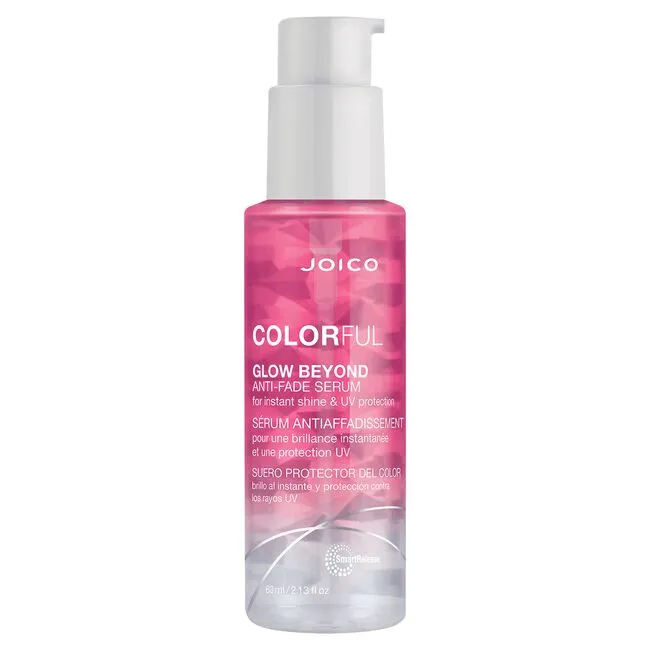 JOICO
COLORFUL
GLOW BEYOND
ANTI-FADE SERUM
for instant shine & UV protection
SÉRUM ANTIAFFADISSEMENT
pour une brillance instantanée
et une protection UV
SUERO PROTECTOR DEL COLOR
brillo al instante y protección contra
los rayos UV
SmartRelease
63 ml / 2.13 fl oz